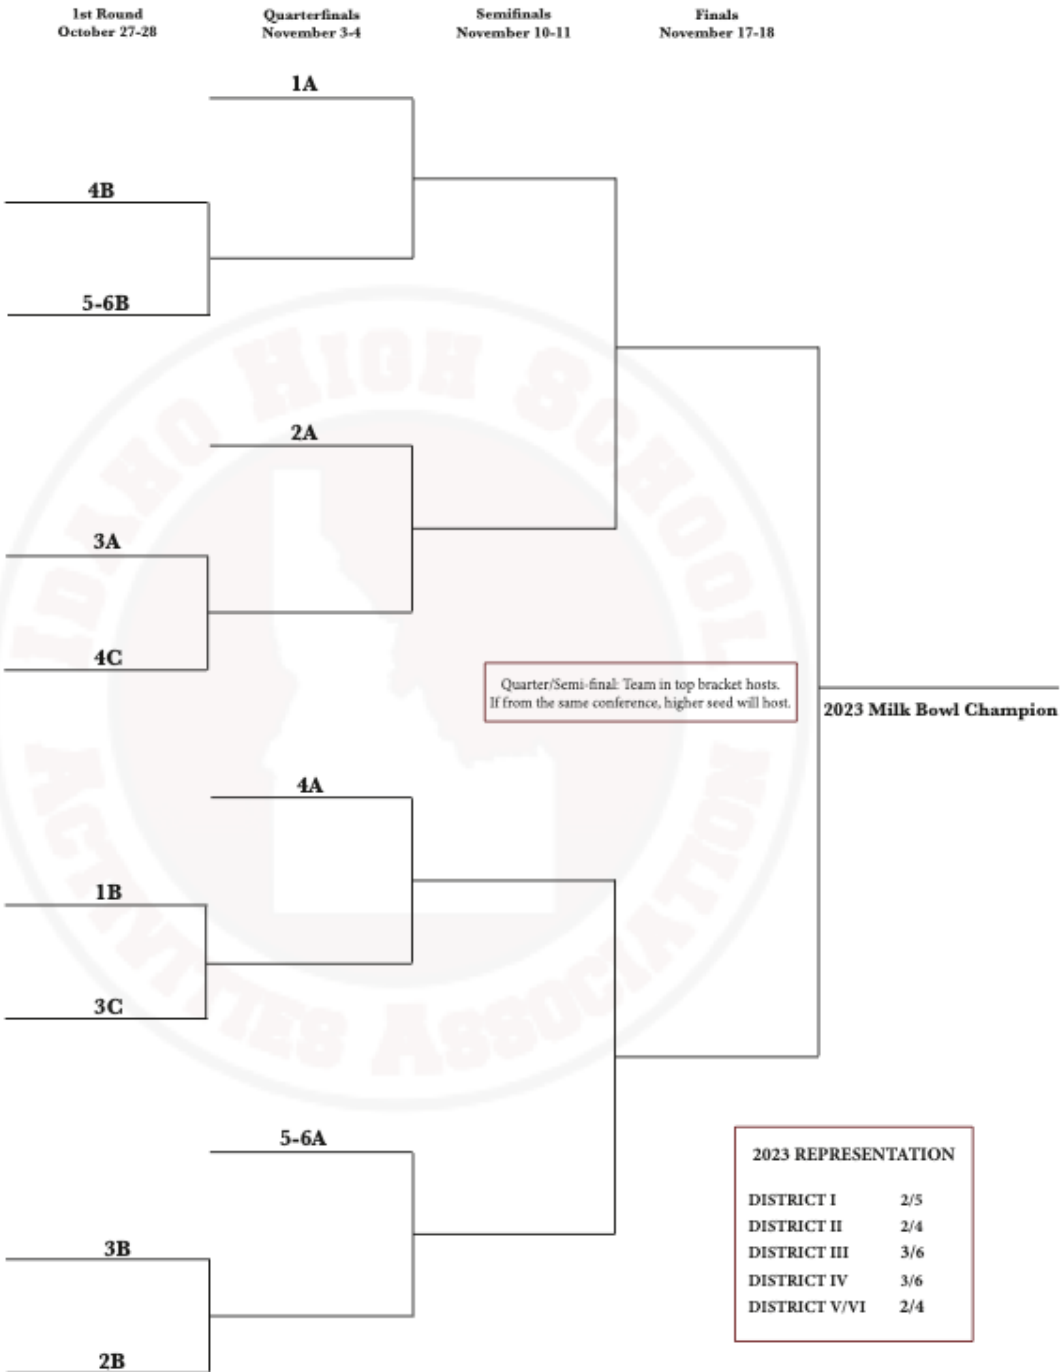 1st Round
October 27-28
Quarterfinals
November 3-4
Semifinals
November 10-11
Finals
November 17-18
1A
4B
5-6B
2A
3A
4C
4A
1B
3C
5-6A
3B
2B
Quarter/Semi-final: Team in top bracket hosts.
If from the same conference, higher seed will host.
2023 Milk Bowl Champion
2023 REPRESENTATION
DISTRICT I 2/5
DISTRICT II 2/4
DISTRICT III 3/6
DISTRICT IV 3/6
DISTRICT V/VI 2/4
IDAHO HIGH SCHOOL
ACTIVITIES ASSOCIATION